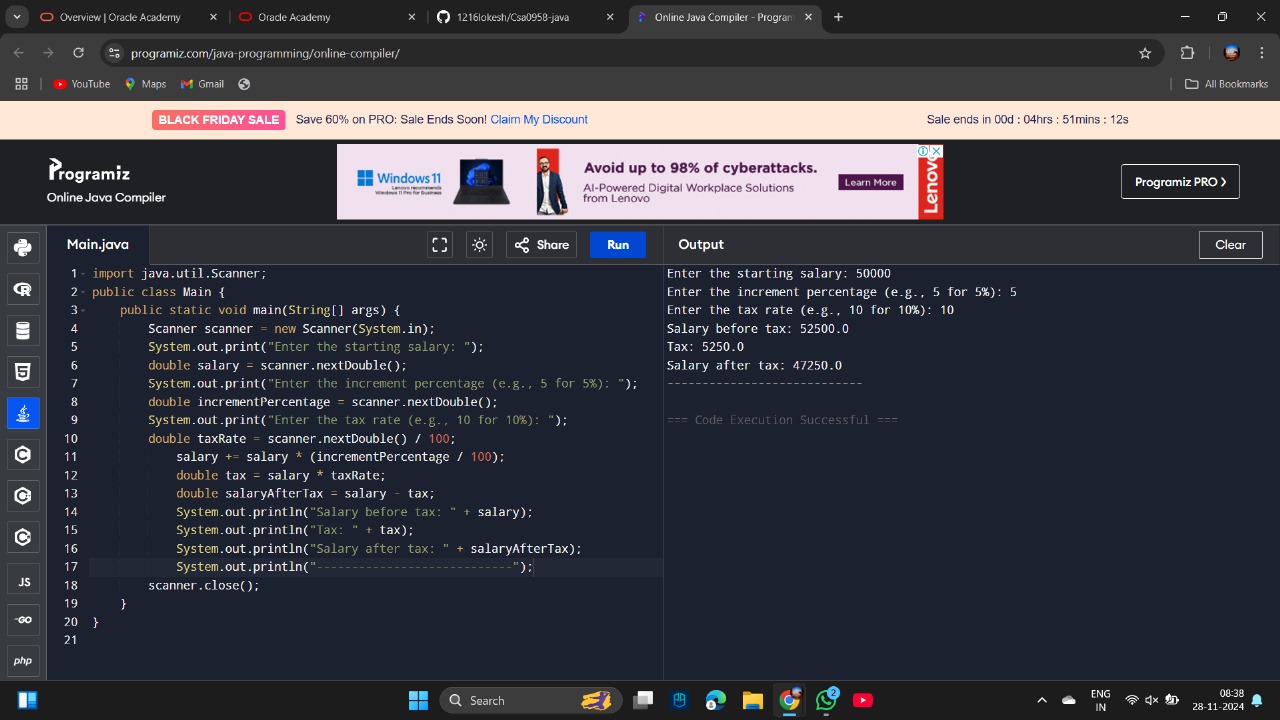 Overview | Oracle Academy
Oracle Academy
1216lokesh/Csa0958-java
Online Java Compiler - Program
programiz.com/java-programming/online-compiler/
YouTube
Maps
Gmail
All Bookmarks
BLACK FRIDAY SALE
Save 60% on PRO: Sale Ends Soon! Claim My Discount
Sale ends in 00d : 04hrs : 51mins : 12s
Programiz
Online Java Compiler
Windows 11
Lenovo recommends
Windows 11 Pro for Business
Avoid up to 98% of cyberattacks.
AI-Powered Digital Workplace Solutions
from Lenovo
Learn More
Lenovo
Programiz PRO
Main.java
Share
Run
Output
Clear
1 import java.util.Scanner;
2 public class Main {
3 public static void main(String[] args) {
4 Scanner scanner = new Scanner(System.in);
5 System.out.print("Enter the starting salary: ");
6 double salary = scanner.nextDouble();
7 System.out.print("Enter the increment percentage (e.g., 5 for 5%): ");
8 double incrementPercentage = scanner.nextDouble();
9 System.out.print("Enter the tax rate (e.g., 10 for 10%): ");
10 double taxRate = scanner.nextDouble() / 100;
11 salary += salary * (incrementPercentage / 100);
12 double tax = salary * taxRate;
13 double salaryAfterTax = salary - tax;
14 System.out.println("Salary before tax: " + salary);
15 System.out.println("Tax: " + tax);
16 System.out.println("Salary after tax: " + salaryAfterTax);
17 System.out.println("----------------------------");
18 scanner.close();
19 }
20 }
21
Enter the starting salary: 50000
Enter the increment percentage (e.g., 5 for 5%): 5
Enter the tax rate (e.g., 10 for 10%): 10
Salary before tax: 52500.0
Tax: 5250.0
Salary after tax: 47250.0
----------------------------
=== Code Execution Successful ===
JS
GO
php
Search
2
ENG
IN
08:38
28-11-2024